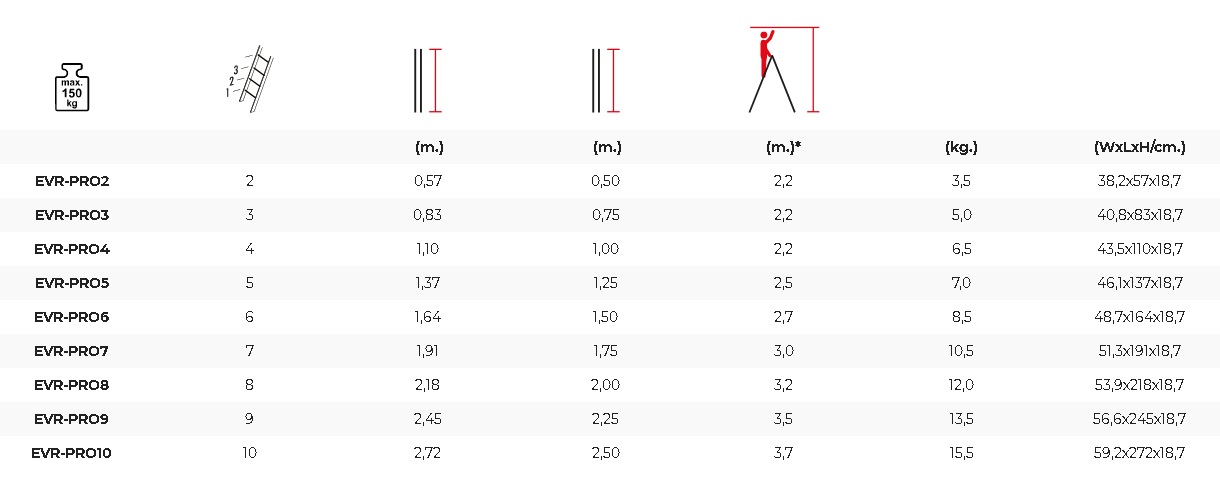 max.
150
kg
3
2
1
(m.) (m.) (m.)* (kg.) (WxLxH/cm.)
EVR-PRO2 2 0,57 0,50 2,2 3,5 38,2x57x18,7
EVR-PRO3 3 0,83 0,75 2,2 5,0 40,8x83x18,7
EVR-PRO4 4 1,10 1,00 2,2 6,5 43,5x110x18,7
EVR-PRO5 5 1,37 1,25 2,5 7,0 46,1x137x18,7
EVR-PRO6 6 1,64 1,50 2,7 8,5 48,7x164x18,7
EVR-PRO7 7 1,91 1,75 3,0 10,5 51,3x191x18,7
EVR-PRO8 8 2,18 2,00 3,2 12,0 53,9x218x18,7
EVR-PRO9 9 2,45 2,25 3,5 13,5 56,6x245x18,7
EVR-PRO10 10 2,72 2,50 3,7 15,5 59,2x272x18,7